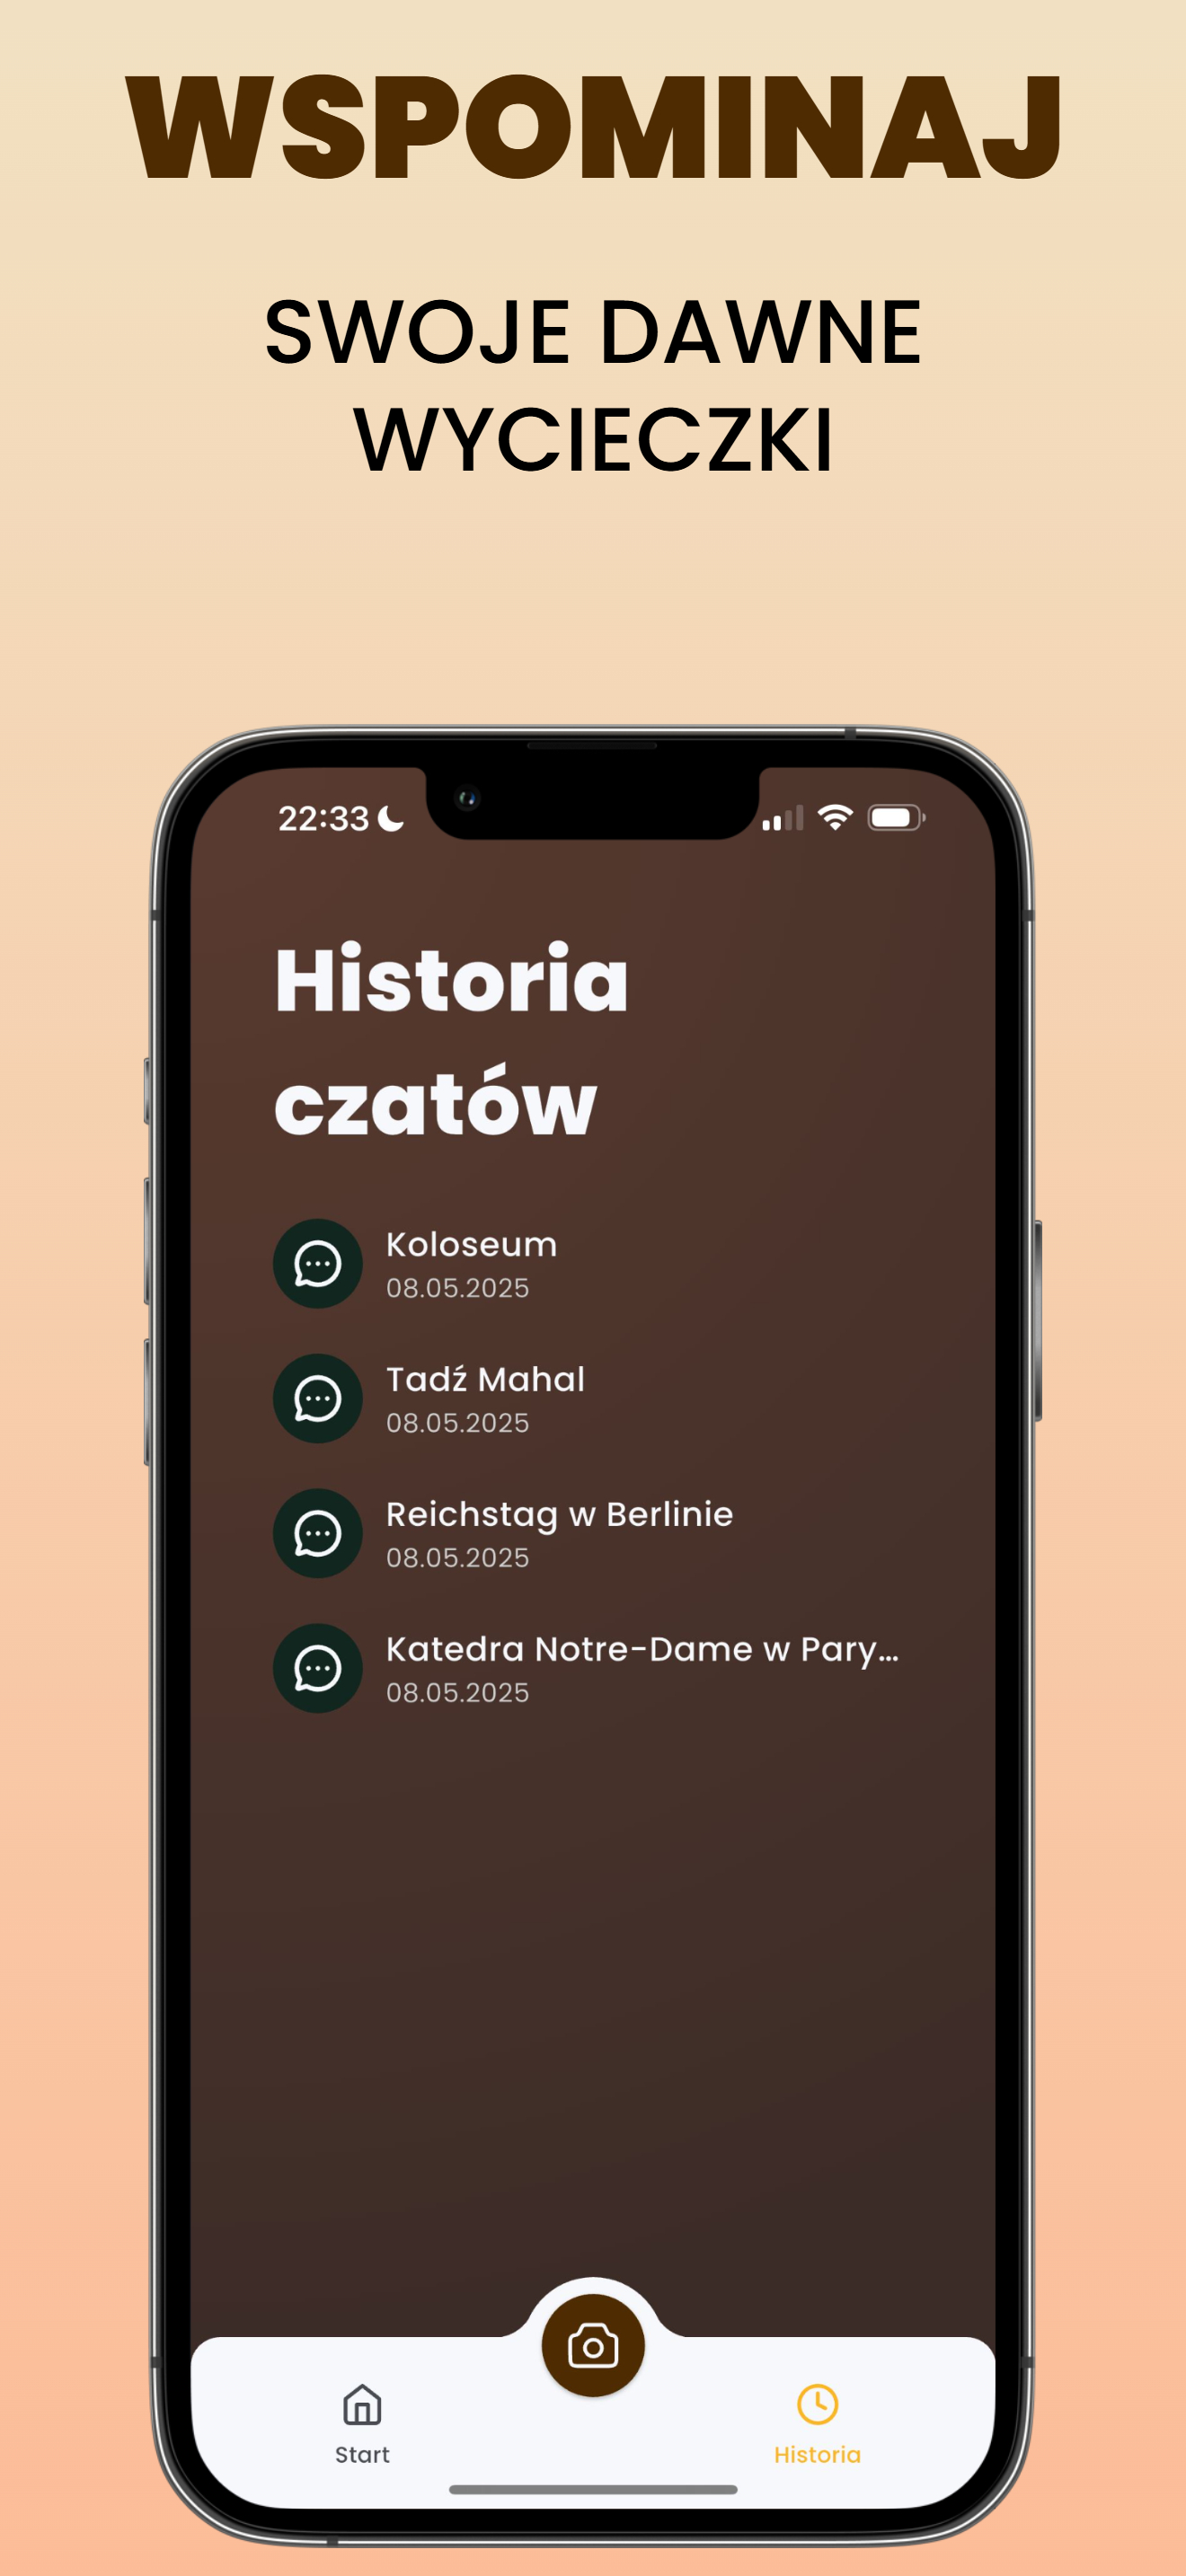 WSPOMINAJ
SWOJE DAWNE
WYCIECZKI
22:33
Historia
czatów
Koloseum
08.05.2025
Tadź Mahal
08.05.2025
Reichstag w Berlinie
08.05.2025
Katedra Notre-Dame w Pary...
08.05.2025
Start
Historia